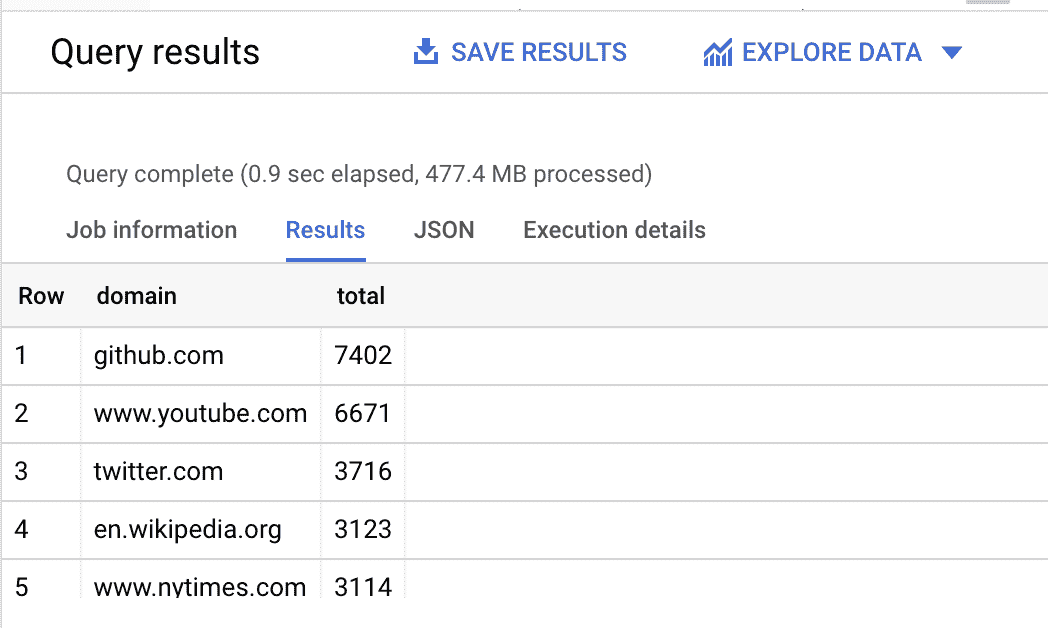 Query results SAVE RESULTS EXPLORE DATA
Query complete (0.9 sec elapsed, 477.4 MB processed)
Job information Results JSON Execution details
Row domain total
1 github.com 7402
2 www.youtube.com 6671
3 twitter.com 3716
4 en.wikipedia.org 3123
5 www.nytimes.com 3114